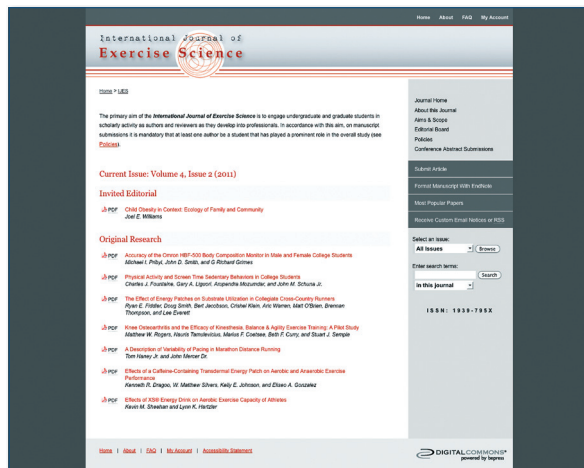 Home About FAQ My Account
International Journal of
Exercise Science
Home > IJES
The primary aim of the International Journal of Exercise Science is to engage undergraduate and graduate students in
scholarly activity as authors and reviewers as they develop into professionals. In accordance with this aim, on manuscript
submissions it is mandatory that at least one author be a student that has played a prominent role in the overall study (see
Policies).
Current Issue: Volume 4, Issue 2 (2011)
Invited Editorial
PDF Child Obesity in Context: Ecology of Family and Community
Joel E. Williams
Original Research
PDF Accuracy of the Omron HBF-500 Body Composition Monitor in Male and Female College Students
Michael I. Pribyl, John D. Smith, and G Richard Grimes
PDF Physical Activity and Screen Time Sedentary Behaviors in College Students
Charles J. Fountaine, Gary A. Liguori, Arupendra Mozumder, and John M. Schuna Jr.
PDF The Effect of Energy Patches on Substrate Utilization in Collegiate Cross-Country Runners
Ryan E. Fiddler, Doug Smith, Bert Jacobson, Crishel Klein, Aric Warren, Matt O'Brien, Brennan
Thompson, and Lee Everett
PDF Knee Osteoarthritis and the Efficacy of Kinesthesia, Balance & Agility Exercise Training: A Pilot Study
Matthew W. Rogers, Nauris Tamulevicius, Marius F. Coetsee, Beth F. Curry, and Stuart J. Semple
PDF A Description of Variability of Pacing in Marathon Distance Running
Tom Haney Jr. and John Mercer Dr.
PDF Effects of a Caffeine-Containing Transdermal Energy Patch on Aerobic and Anaerobic Exercise
Performance
Kenneth R. Dragoo, W. Matthew Silvers, Kelly E. Johnson, and Eliseo A. Gonzalez
PDF Effects of XS® Energy Drink on Aerobic Exercise Capacity of Athletes
Kevin M. Sheehan and Lynn K. Hartzler
Journal Home
About this Journal
Aims & Scope
Editorial Board
Policies
Conference Abstract Submissions
Submit Article
Format Manuscript With EndNote
Most Popular Papers
Receive Custom Email Notices or RSS
Select an issue:
All Issues Browse
Enter search terms:
Search
in this journal
ISSN: 1939-795X
Home | About | FAQ | My Account | Accessibility Statement
DIGITALCOMMONS®
powered by bepress